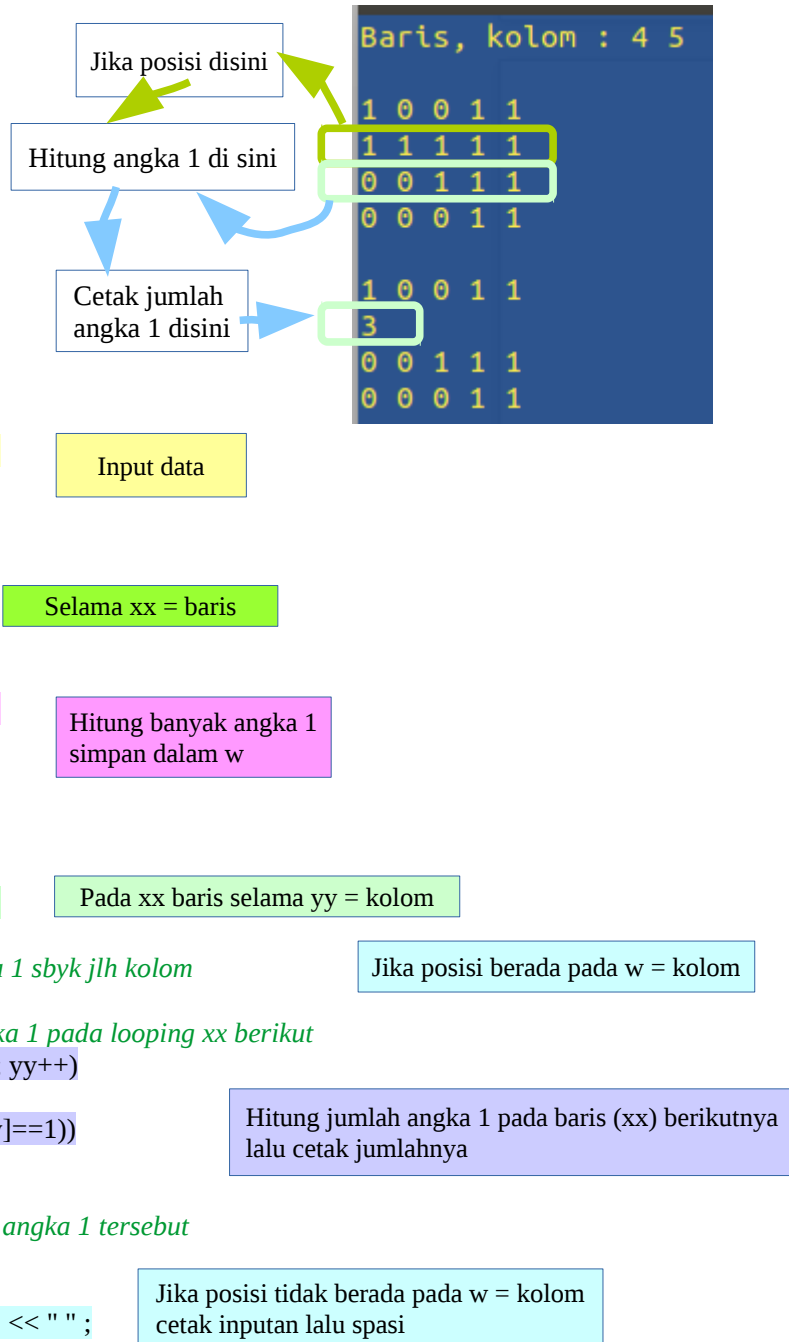 Baris, kolom : 4 5
Jika posisi disini
1 0 0 1 1
1 1 1 1 1
Hitung angka 1 di sini
0 0 1 1 1
0 0 0 1 1
Cetak jumlah
angka 1 disini
1 0 0 1 1
3
0 0 1 1 1
0 0 0 1 1
Input data
Selama xx = baris
Hitung banyak angka 1
simpan dalam w
Pada xx baris selama yy = kolom
1 sbyk jlh kolom
Jika posisi berada pada w = kolom
ka 1 pada looping xx berikut
yy++)
]==1))
Hitung jumlah angka 1 pada baris (xx) berikutnya
lalu cetak jumlahnya
angka 1 tersebut
Jika posisi tidak berada pada w = kolom
cetak inputan lalu spasi
<< " " ;